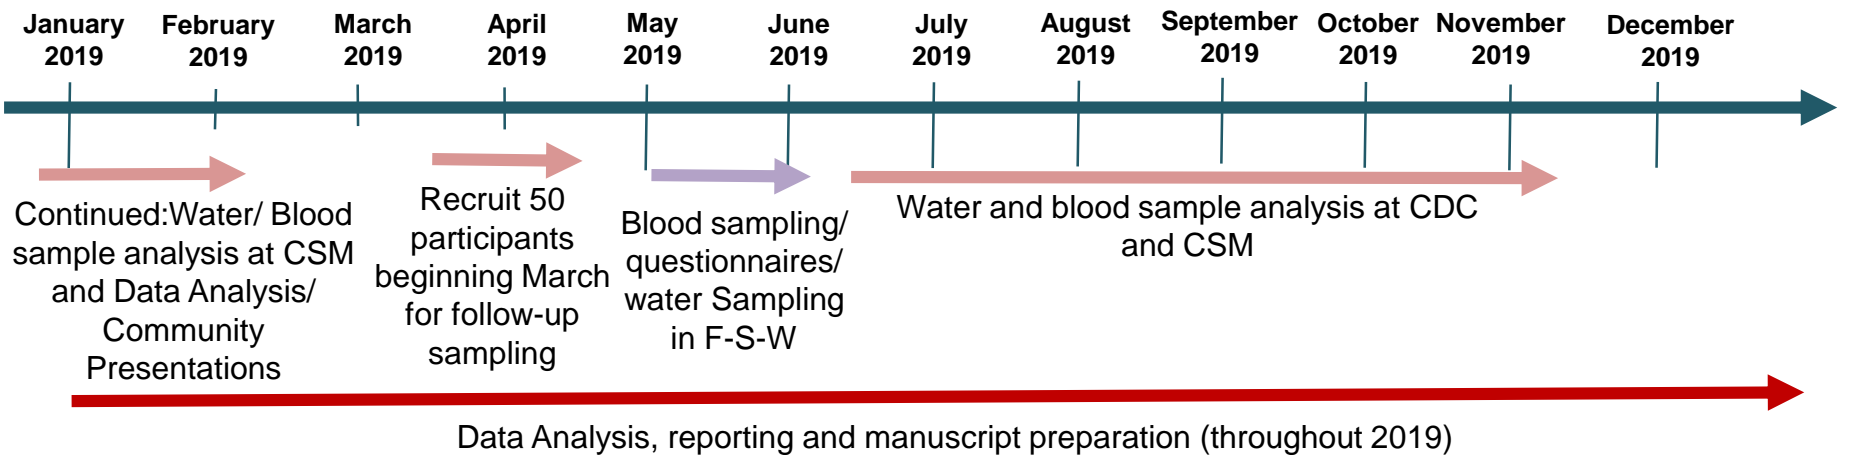 January
2019
February
2019
March
2019
April
2019
May
2019
June
2019
July
2019
August
2019
September
2019
October
2019
November
2019
December
2019
Continued:Water/ Blood
sample analysis at CSM
and Data Analysis/
Community
Presentations
Recruit 50
participants
beginning March
for follow-up
sampling
Blood sampling/
questionnaires/
water Sampling
in F-S-W
Water and blood sample analysis at CDC
and CSM
Data Analysis, reporting and manuscript preparation (throughout 2019)